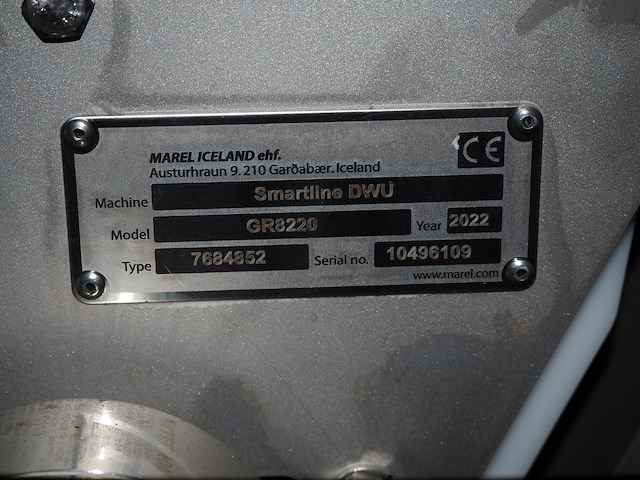 MAREL ICELAND ehf.
Austurhraun 9. 210 Garðabær. Iceland
CE
Machine Smartline DWU
Model GR8220 Year 2022
Type 7684852 Serial no. 10496109
www.marel.com